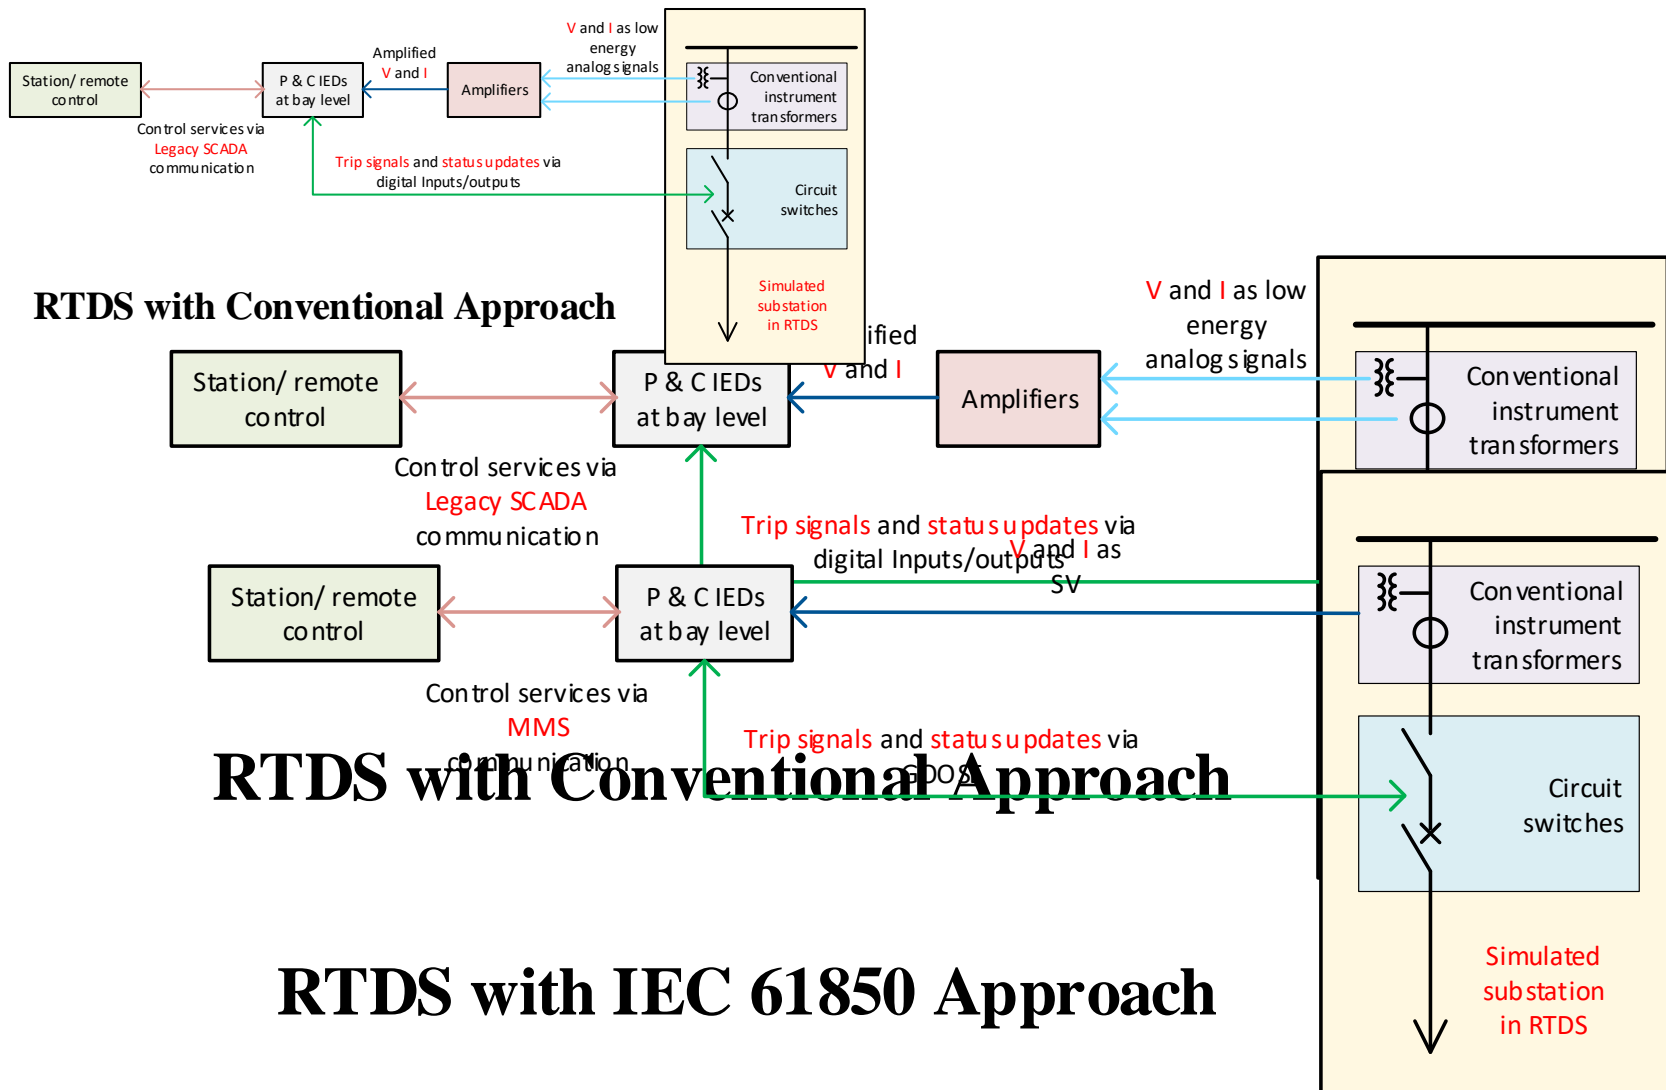 V and I as low
energy
analog signals
Amplified
V and I
Station/ remote
control
P & C IEDs
at bay level
Amplifiers
Conventional
instrument
transformers
Control services via
Legacy SCADA
communication
Trip signals and status updates via
digital Inputs/outputs
Circuit
switches
Simulated
substation
in RTDS
RTDS with Conventional Approach
V and I as low
energy
analog signals
ified
V and I
Station/ remote
control
P & C IEDs
at bay level
Amplifiers
Conventional
instrument
transformers
Control services via
Legacy SCADA
communication
Trip signals and status updates via
digital Inputs/outputs
V and I as
SV
Station/ remote
control
P & C IEDs
at bay level
Conventional
instrument
transformers
Control services via
MMS
communication
Trip signals and status updates via
GOOSE
RTDS with Conventional Approach
Circuit
switches
RTDS with IEC 61850 Approach
Simulated
substation
in RTDS